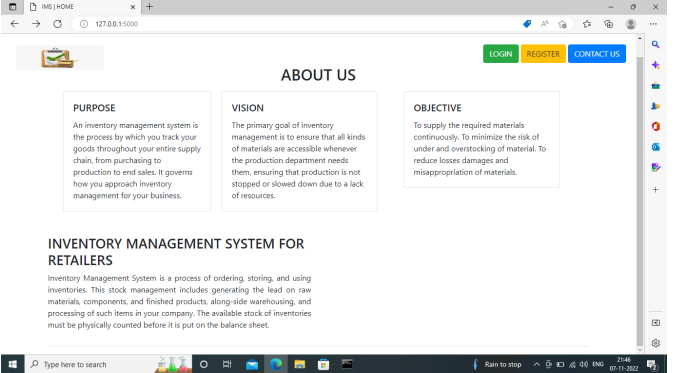 IMS | HOME
127.0.0.1:5000
LOGIN
REGISTER
CONTACT US
ABOUT US
PURPOSE
An inventory management system is
the process by which you track your
goods throughout your entire supply
chain, from purchasing to
production to end sales. It governs
how you approach inventory
management for your business.
VISION
The primary goal of inventory
management is to ensure that all kinds
of materials are accessible whenever
the production department needs
them, ensuring that production is not
stopped or slowed down due to a lack
of resources.
OBJECTIVE
To supply the required materials
continuously. To minimize the risk of
under and overstocking of material. To
reduce losses damages and
misappropriation of materials.
INVENTORY MANAGEMENT SYSTEM FOR
RETAILERS
Inventory Management System is a process of ordering, storing, and using
inventories. This stock management includes generating the lead on raw
materials, components, and finished products, along-side warehousing, and
processing of such items in your company. The available stock of inventories
must be physically counted before it is put on the balance sheet.
Type here to search
Rain to stop
ENG
21:46
07-11-2022